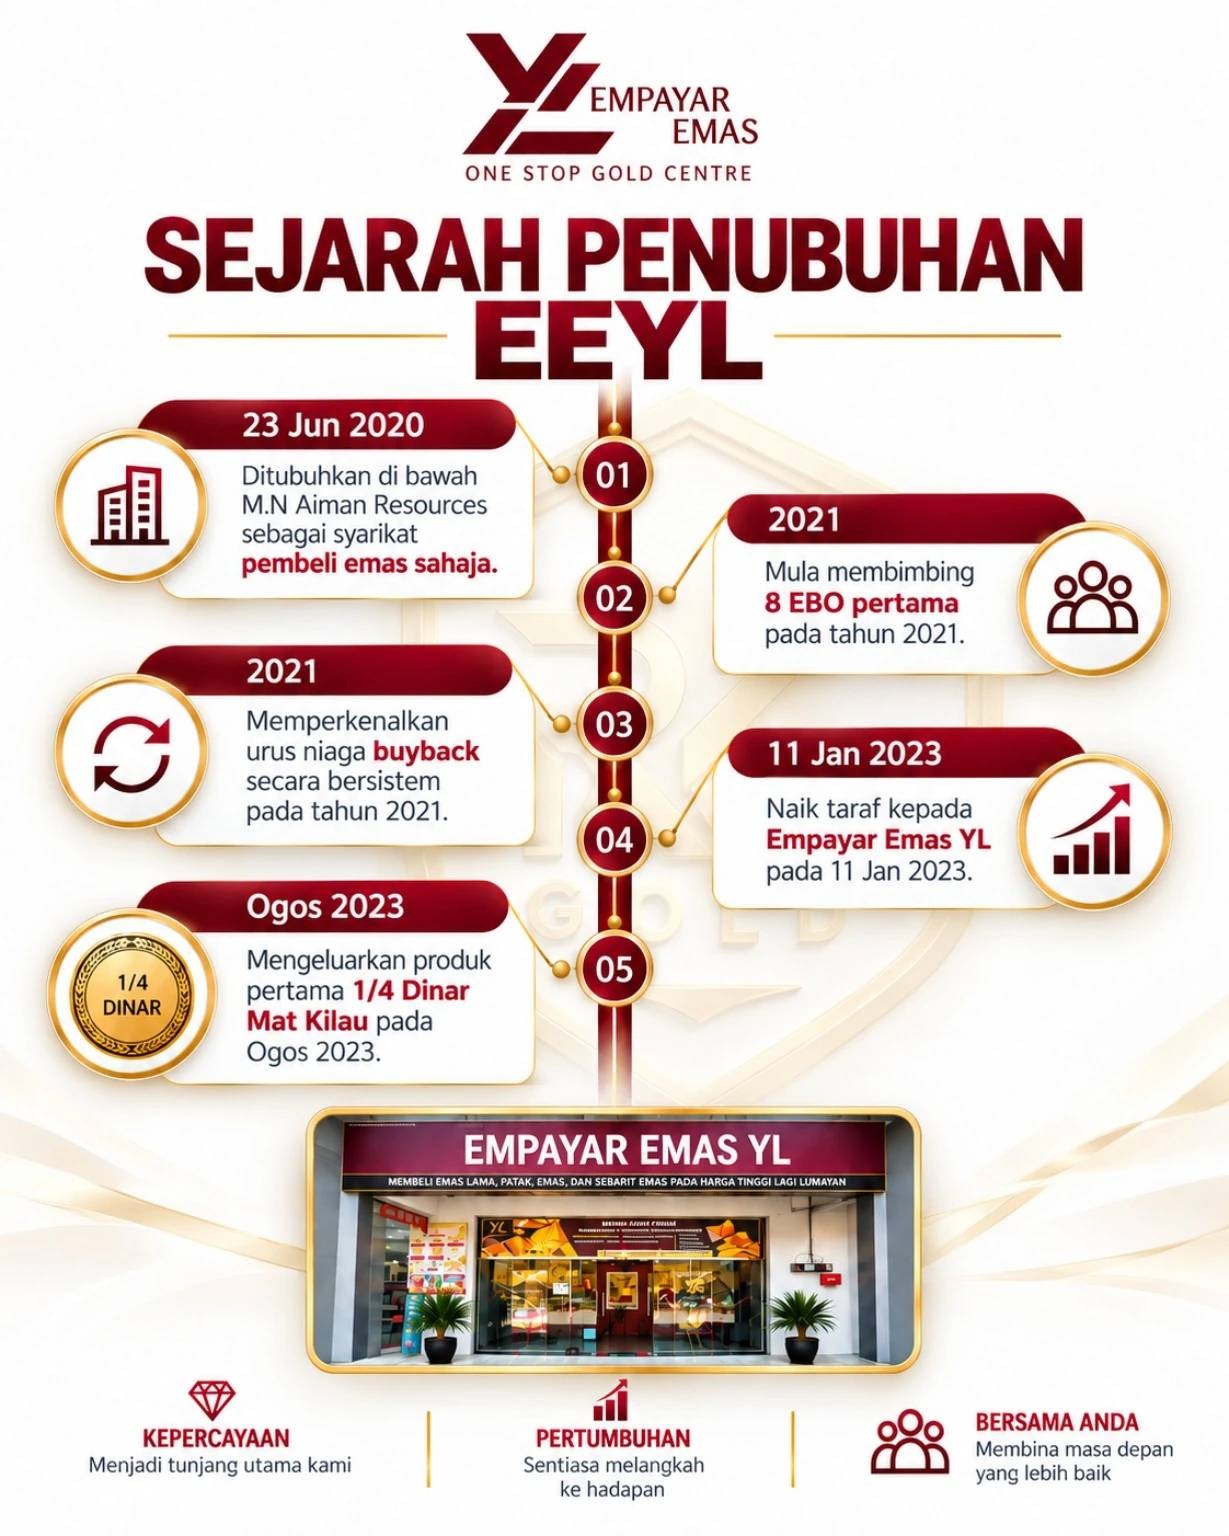 YL EMPAYAR
EMAS
ONE STOP GOLD CENTRE
SEJARAH PENUBUHAN
EEYL
23 Jun 2020
Ditubuhkan di bawah
M.N Aiman Resources
sebagai syarikat
pembeli emas sahaja.
01
2021
Mula membimbing
8 EBO pertama
pada tahun 2021.
02
2021
Memperkenalkan
urus niaga buyback
secara bersistem
pada tahun 2021.
03
11 Jan 2023
Naik taraf kepada
Empayar Emas YL
pada 11 Jan 2023.
04
Ogos 2023
1/4
DINAR
Mengeluarkan produk
pertama 1/4 Dinar
Mat Kilau pada
Ogos 2023.
05
GOLD
EMPAYAR EMAS YL
MEMBELI EMAS LAMA, PATAK, EMAS, DAN SEBARIT EMAS PADA HARGA TINGGI LAGI LUMAYAN
YL
KEPERCAYAAN
Menjadi tunjang utama kami
PERTUMBUHAN
Sentiasa melangkah
ke hadapan
BERSAMA ANDA
Membina masa depan
yang lebih baik